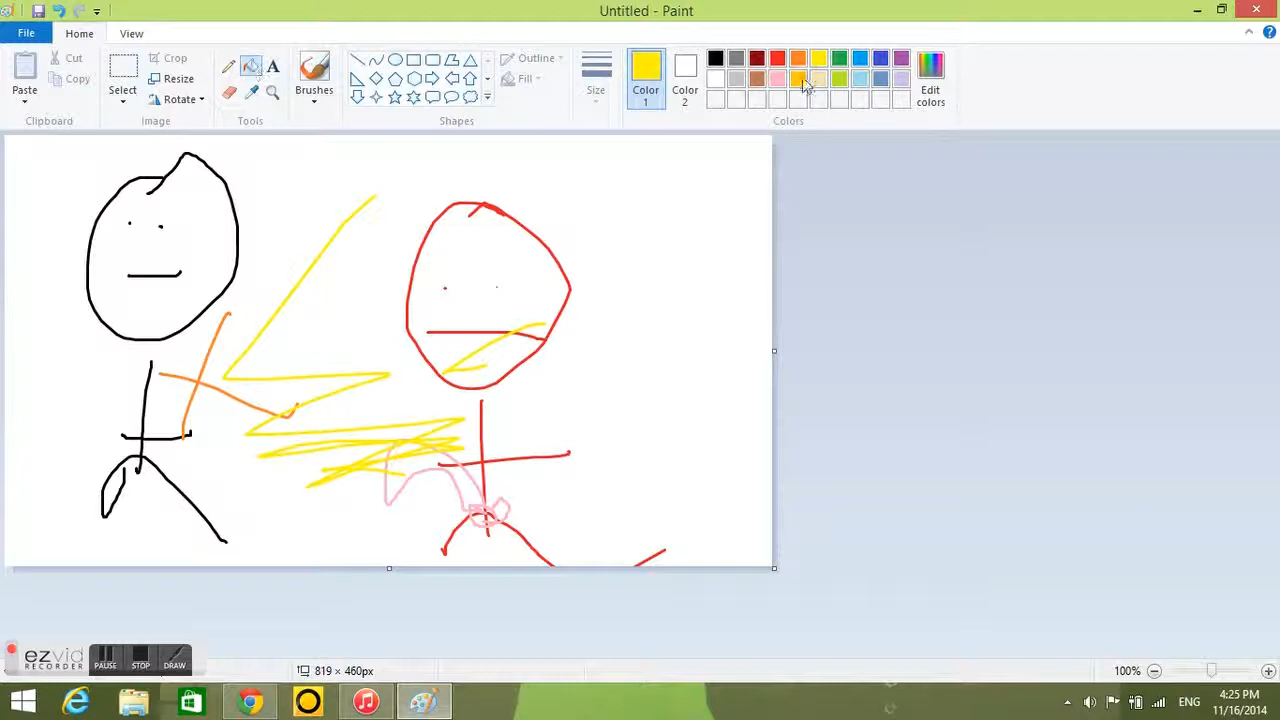 Untitled - Paint
File
Home
View
Paste
Cut
Copy
Clipboard
Select
Crop
Resize
Rotate
Image
A
Tools
Brushes
Outline
Fill
Shapes
Size
Color 1
Color 2
Colors
Edit colors
ezvid
RECORDER
PAUSE
STOP
DRAW
819 × 460px
100%
ENG
4:25 PM
11/16/2014